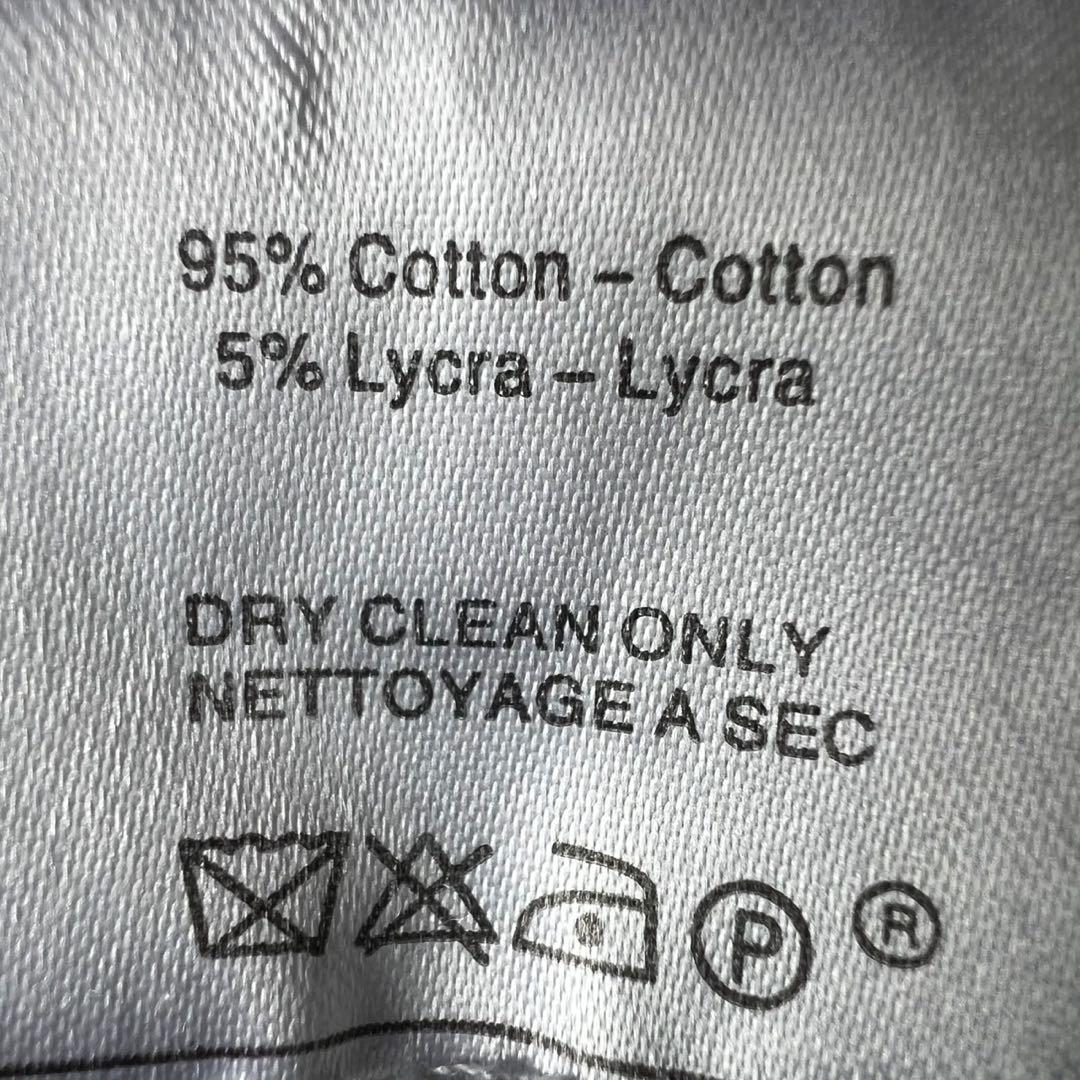 95% Cotton – Cotton
5% Lycra – Lycra
DRY CLEAN ONLY
NETTOYAGE A SEC
P ®